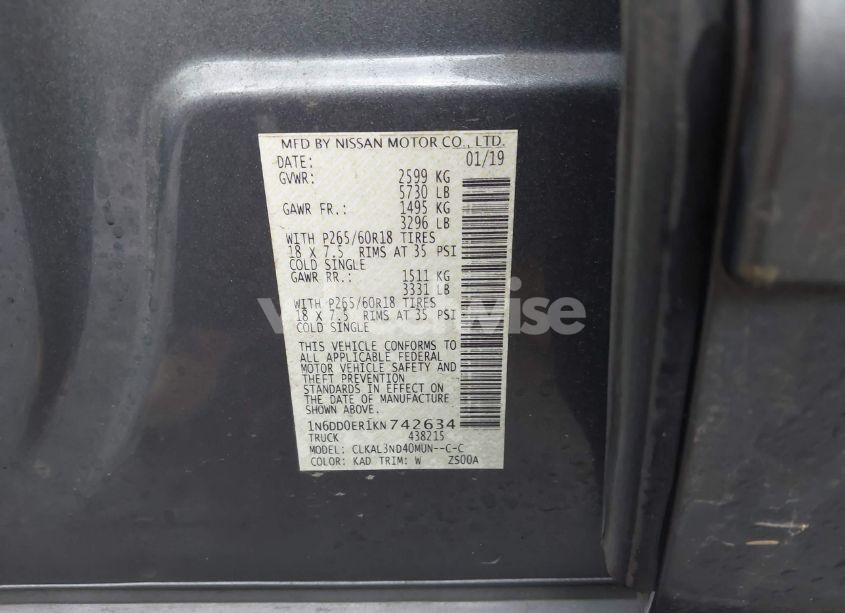 MFD BY NISSAN MOTOR CO., LTD.
DATE: 01/19
GVWR: 2599 KG
5730 LB
GAWR FR.: 1495 KG
3296 LB
WITH P265/60R18 TIRES
18 X 7.5 RIMS AT 35 PSI
COLD SINGLE
GAWR RR.: 1511 KG
3331 LB
WITH P265/60R18 TIRES
18 X 7.5 RIMS AT 35 PSI
COLD SINGLE
THIS VEHICLE CONFORMS TO
ALL APPLICABLE FEDERAL
MOTOR VEHICLE SAFETY AND
THEFT PREVENTION
STANDARDS IN EFFECT ON
THE DATE OF MANUFACTURE
SHOWN ABOVE.
1N6DD0ER1KN742634
TRUCK 438215
MODEL: CLKAL3ND40MUN--C-C
COLOR: KAD TRIM: W ZS00A